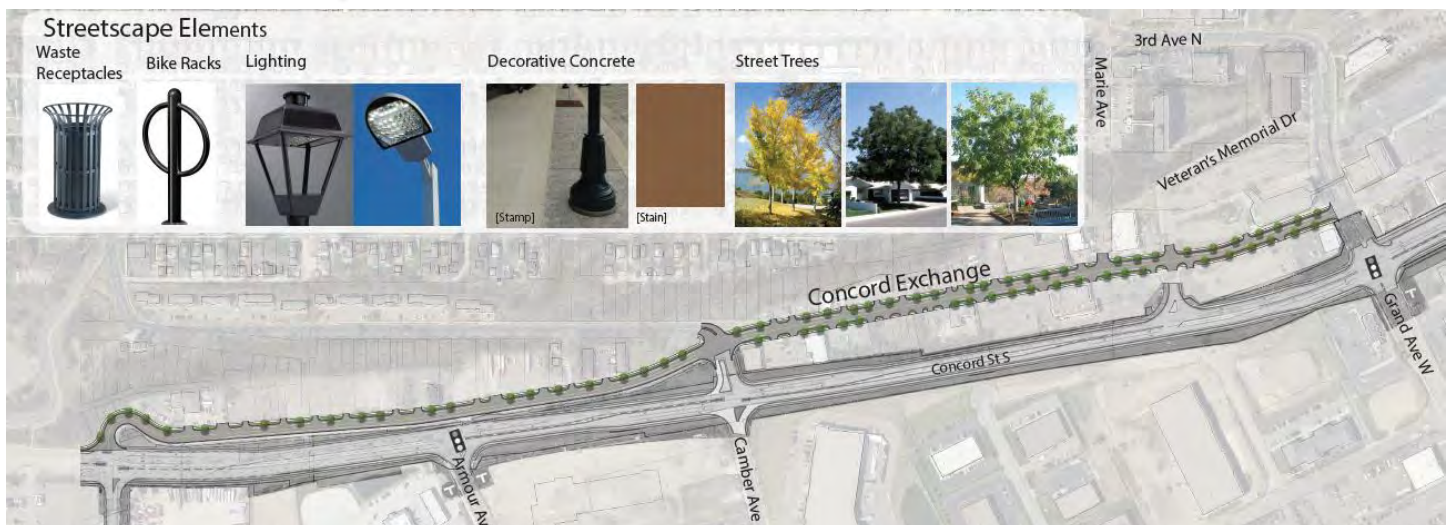 Streetscape Elements
Waste
Receptacles
Bike Racks
Lighting
Decorative Concrete
Street Trees
[Stamp]
[Stain]
3rd Ave N
Marie Ave
Veteran's Memorial Dr
Concord Exchange
Concord St S
Grand Ave W
Camber Ave
Armour Av